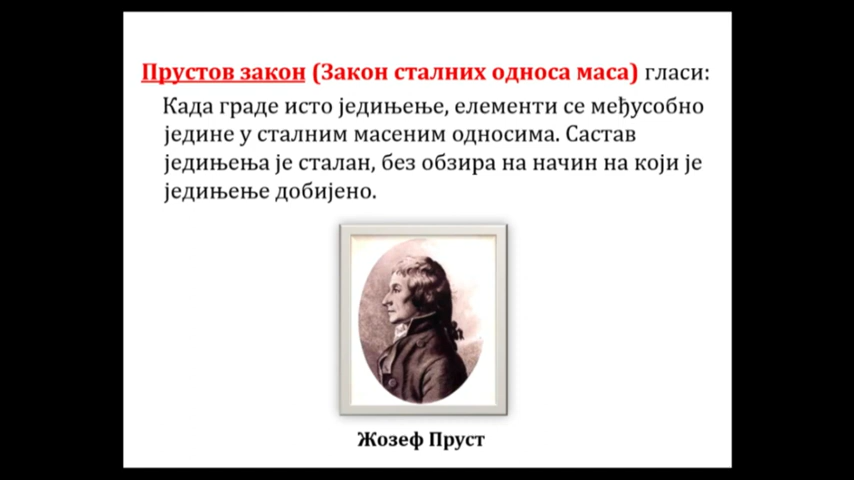 Прустов закон (Закон сталних односа маса) гласи:
Када граде исто једињење, елементи се међусобно
једине у сталним масеним односима. Састав
једињења је сталан, без обзира на начин на који је
једињење добијено.
Жозеф Пруст